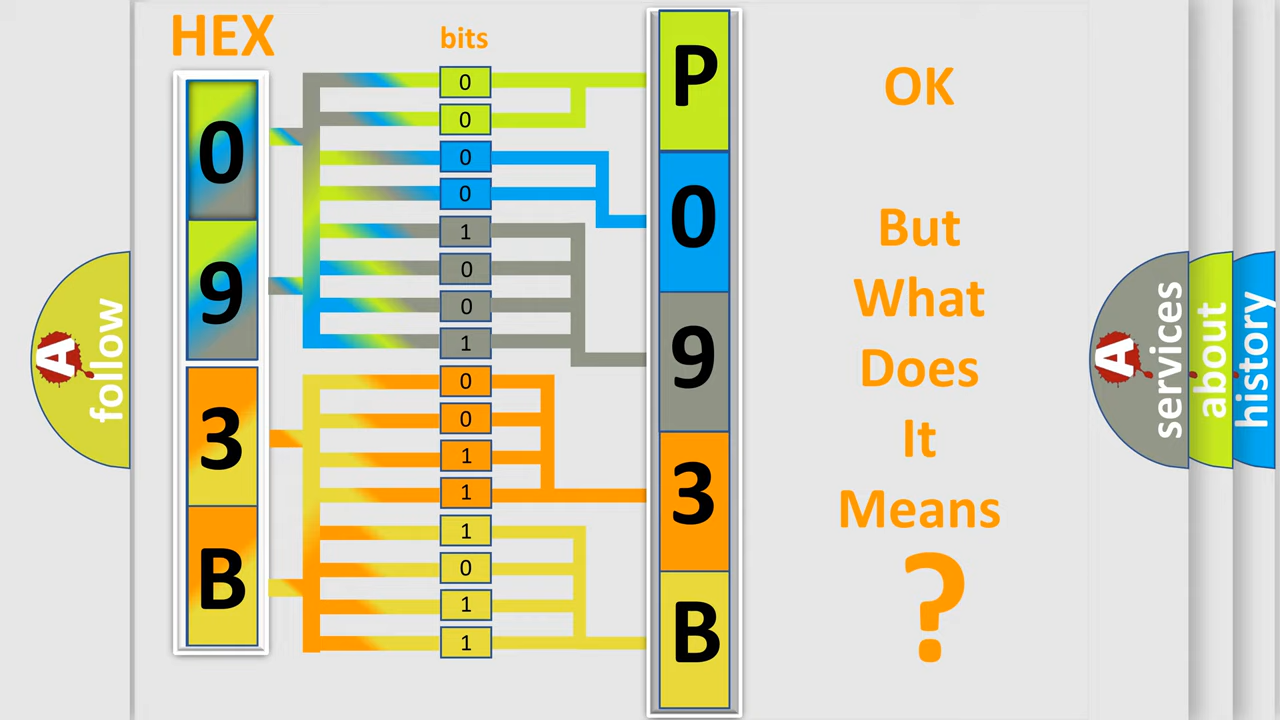 HEX
bits
0
9
3
B
0
0
0
0
1
0
0
1
0
0
1
1
1
0
1
1
P
0
9
3
B
OK
But
What
Does
It
Means
?
A
follow
A
services
about
history